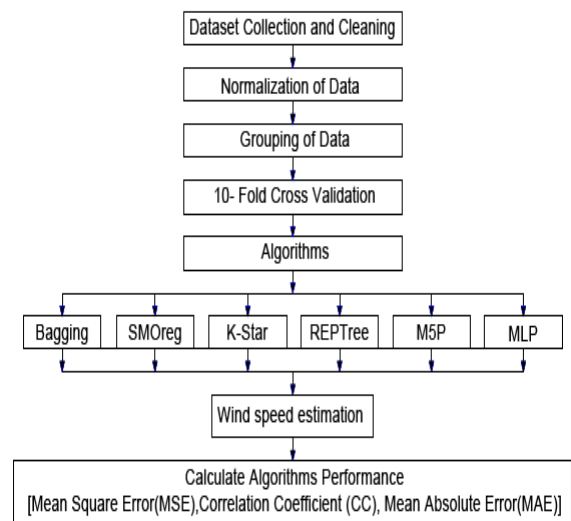 Dataset Collection and Cleaning
Normalization of Data
Grouping of Data
10- Fold Cross Validation
Algorithms
Bagging SMOreg K-Star REPTree M5P MLP
Wind speed estimation
Calculate Algorithms Performance
[Mean Square Error(MSE),Correlation Coefficient (CC), Mean Absolute Error(MAE)]